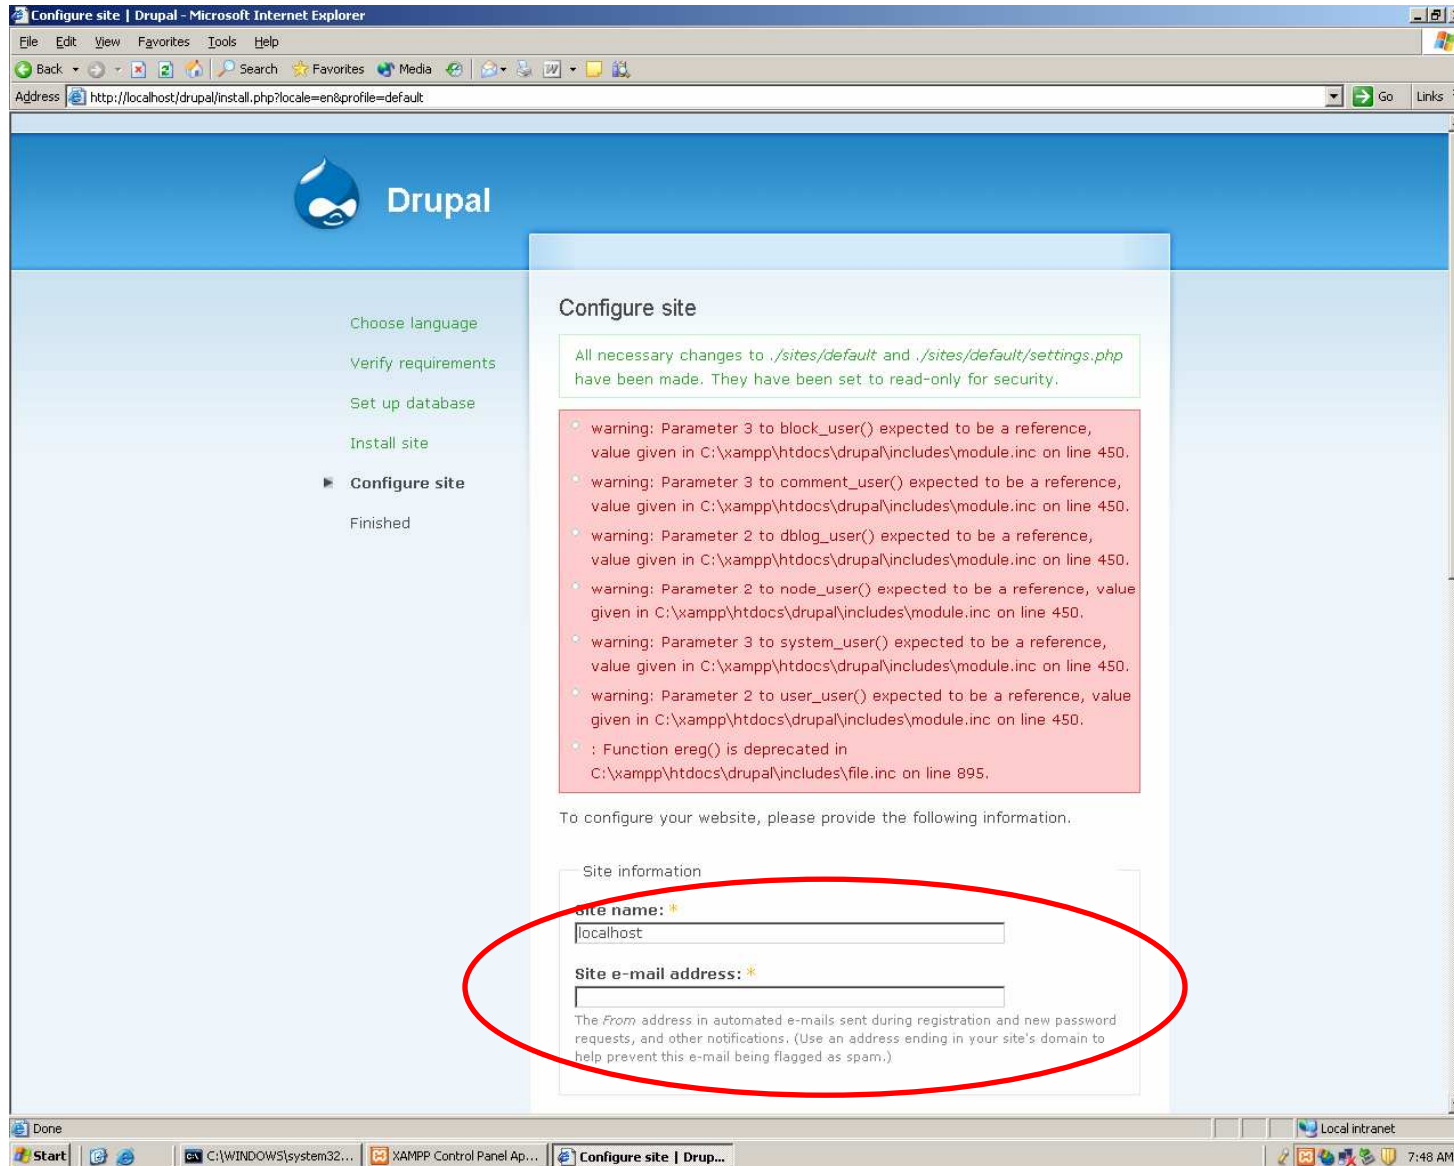 Configure site | Drupal - Microsoft Internet Explorer
File Edit View Favorites Tools Help
Back Search Favorites Media
Address http://localhost/drupal/install.php?locale=en&profile=default Go Links
Drupal
Choose language
Verify requirements
Set up database
Install site
Configure site
Finished
Configure site
All necessary changes to ./sites/default and ./sites/default/settings.php
have been made. They have been set to read-only for security.
warning: Parameter 3 to block_user() expected to be a reference,
value given in C:\xampp\htdocs\drupal\includes\module.inc on line 450.
warning: Parameter 3 to comment_user() expected to be a reference,
value given in C:\xampp\htdocs\drupal\includes\module.inc on line 450.
warning: Parameter 2 to dblog_user() expected to be a reference,
value given in C:\xampp\htdocs\drupal\includes\module.inc on line 450.
warning: Parameter 2 to node_user() expected to be a reference, value
given in C:\xampp\htdocs\drupal\includes\module.inc on line 450.
warning: Parameter 3 to system_user() expected to be a reference,
value given in C:\xampp\htdocs\drupal\includes\module.inc on line 450.
warning: Parameter 2 to user_user() expected to be a reference, value
given in C:\xampp\htdocs\drupal\includes\module.inc on line 450.
: Function ereg() is deprecated in
C:\xampp\htdocs\drupal\includes\file.inc on line 895.
To configure your website, please provide the following information.
Site information
Site name: *
localhost
Site e-mail address: *
The From address in automated e-mails sent during registration and new password
requests, and other notifications. (Use an address ending in your site's domain to
help prevent this e-mail being flagged as spam.)
Done Local intranet
Start C:\WINDOWS\system32... XAMPP Control Panel Ap... Configure site | Drup... 7:48 AM